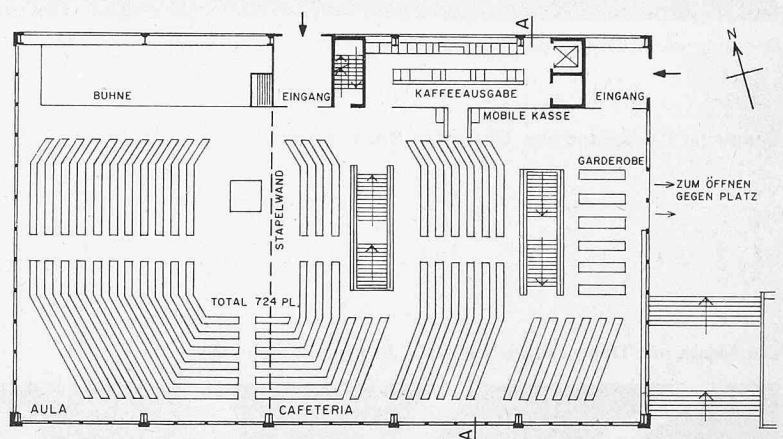 A
N
BÜHNE
EINGANG
KAFFEEAUSGABE
EINGANG
MOBILE KASSE
GARDEROBE
ZUM ÖFFNEN
GEGEN PLATZ
STAPELWAND
TOTAL 724 PL.
AULA
CAFETERIA
A